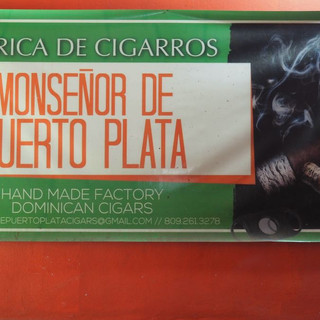 RICA DE CIGARROS
MONSEÑOR DE
UERTO PLATA
HAND MADE FACTORY
DOMINICAN CIGARS
EPUERTOPLATACIGARS@GMAIL.COM // 809.261.3278